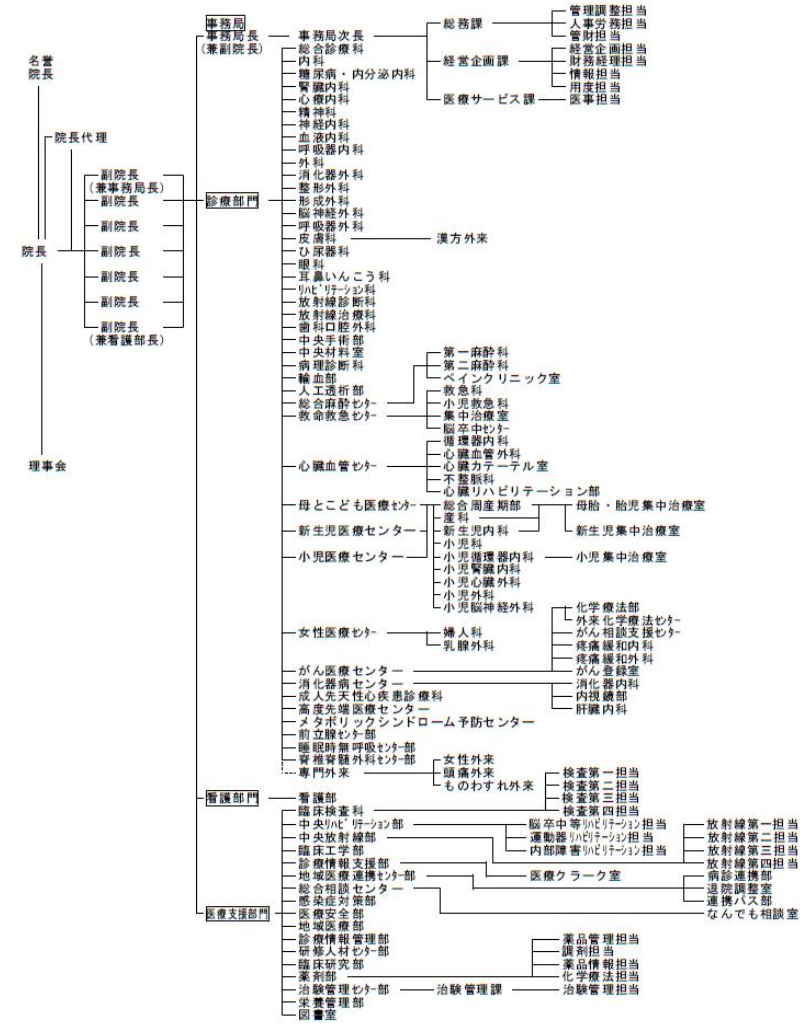 事務局
事務局長
(兼副院長)
事務局次長
総務課
管理調整担当
人事労務担当
管財担当
経営企画課
経営企画担当
財務経理担当
情報担当
用度担当
医療サービス課
医事担当
名誉
院長
院長代理
院長
理事会
副院長
(兼事務局長)
副院長
副院長
副院長
副院長
副院長
副院長
(兼看護部長)
診療部門
総合診療科
内科
糖尿病・内分泌内科
腎臓内科
心療内科
精神科
神経内科
血液内科
呼吸器内科
外科
消化器外科
整形外科
形成外科
脳神経外科
呼吸器外科
皮膚科
漢方外来
ひ尿器科
眼科
耳鼻いんこう科
ﾘﾊﾋﾞﾘﾃｰｼｮﾝ科
放射線診断科
放射線治療科
歯科口腔外科
中央手術部
中央材料室
病理診断科
輸血部
人工透析部
総合麻酔ｾﾝﾀｰ
第一麻酔科
第二麻酔科
ペインクリニック室
救命救急ｾﾝﾀｰ
救急科
小児救急科
集中治療室
脳卒中ｾﾝﾀｰ
心臓血管ｾﾝﾀｰ
循環器内科
心臓血管外科
心臓カテーテル室
不整脈科
心臓リハビリテーション部
母とこども医療ｾﾝﾀｰ
新生児医療センター
小児医療センター
総合周産期部
産科
新生児内科
母胎・胎児集中治療室
新生児集中治療室
小児科
小児循環器内科
小児集中治療室
小児腎臓内科
小児心臓外科
小児外科
小児脳神経外科
女性医療ｾﾝﾀｰ
婦人科
乳腺外科
がん医療センター
化学療法部
外来化学療法ｾﾝﾀｰ
がん相談支援ｾﾝﾀｰ
疼痛緩和内科
疼痛緩和外科
がん登録室
消化器病センター
消化器内科
内視鏡部
肝臓内科
成人先天性心疾患診療科
高度先端医療センター
メタボリックシンドローム予防センター
前立腺ｾﾝﾀｰ部
睡眠時無呼吸ｾﾝﾀｰ部
脊椎脊髄外科ｾﾝﾀｰ部
専門外来
女性外来
頭痛外来
ものわすれ外来
看護部門
看護部
医療支援部門
臨床検査科
検査第一担当
検査第二担当
検査第三担当
検査第四担当
中央ﾘﾊﾋﾞﾘﾃｰｼｮﾝ部
脳卒中等ﾘﾊﾋﾞﾘﾃｰｼｮﾝ担当
運動器ﾘﾊﾋﾞﾘﾃｰｼｮﾝ担当
内部障害ﾘﾊﾋﾞﾘﾃｰｼｮﾝ担当
中央放射線部
放射線第一担当
放射線第二担当
放射線第三担当
放射線第四担当
臨床工学部
診療情報支援部
医療クラーク室
地域医療連携ｾﾝﾀｰ部
病診連携部
退院調整室
連携パス部
総合相談センター
なんでも相談室
感染症対策部
医療安全部
地域医療部
診療情報管理部
研修人材ｾﾝﾀｰ部
臨床研究部
薬剤部
薬品管理担当
調剤担当
薬品情報担当
化学療法担当
治験管理ｾﾝﾀｰ部
治験管理課
治験管理担当
栄養管理部
図書室